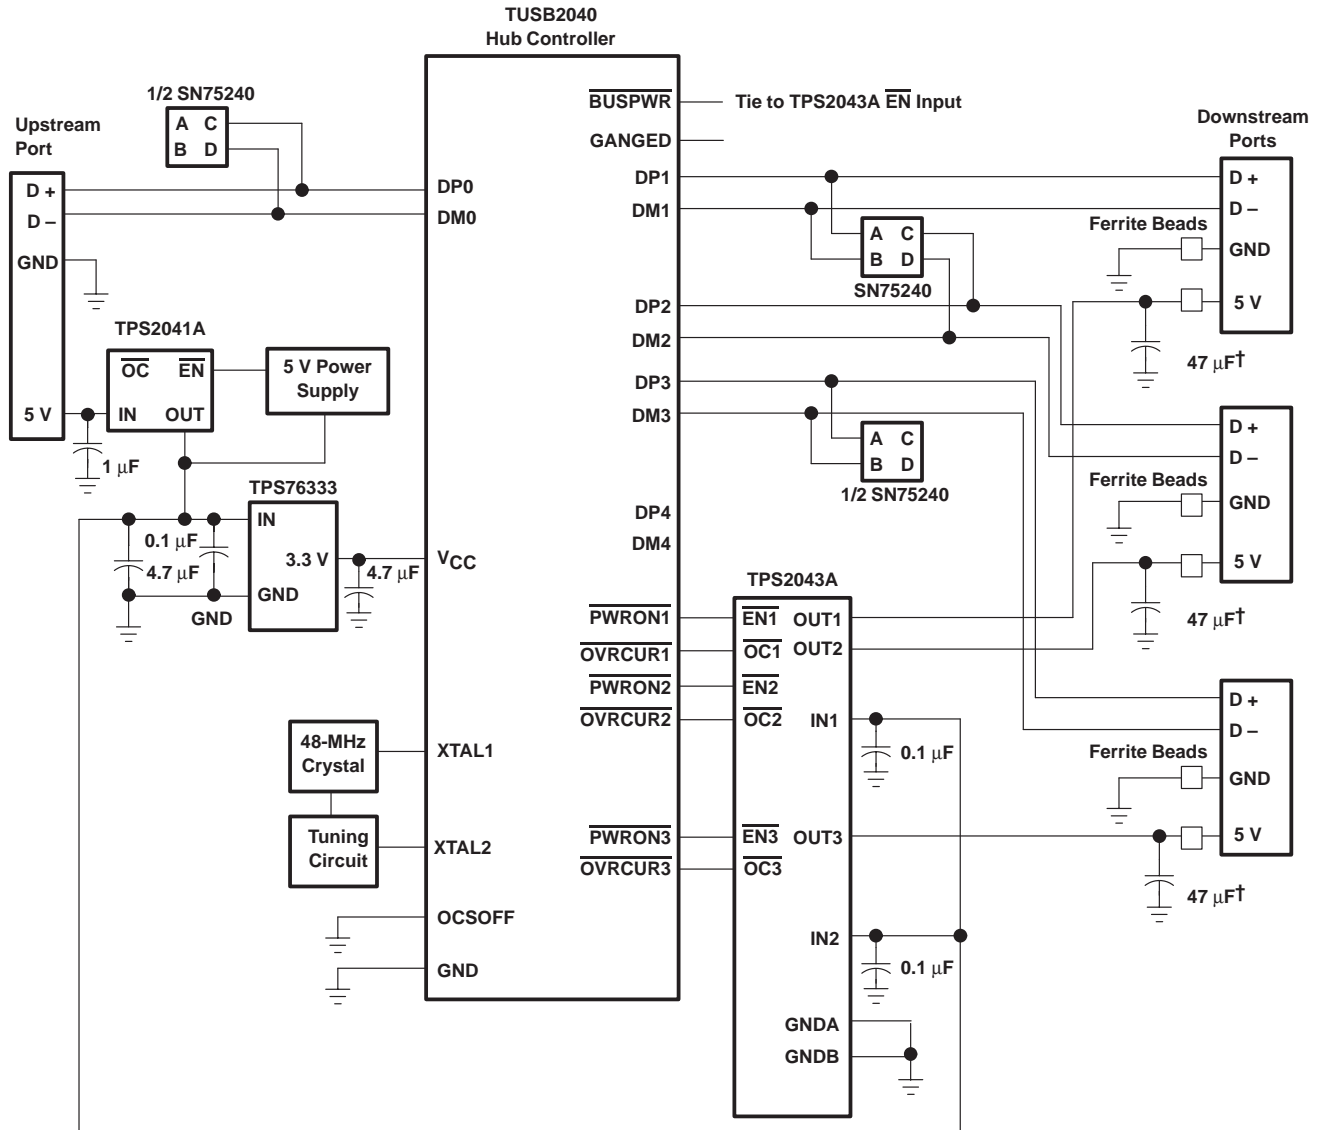 TUSB2040
Hub Controller
1/2 SN75240
A C
B D
Upstream
Port
D +
D –
GND
5 V
TPS2041A
OC EN
IN OUT
5 V Power
Supply
1 µF
TPS76333
IN
3.3 V
GND
0.1 µF
4.7 µF
GND
4.7 µF
48-MHz
Crystal
Tuning
Circuit
DP0
DM0
VCC
XTAL1
XTAL2
OCSOFF
GND
BUSPWR
GANGED
DP1
DM1
DP2
DM2
DP3
DM3
DP4
DM4
PWRON1
OVRCUR1
PWRON2
OVRCUR2
PWRON3
OVRCUR3
Tie to TPS2043A EN Input
A C
B D
SN75240
A C
B D
1/2 SN75240
TPS2043A
EN1 OUT1
OC1 OUT2
EN2
OC2 IN1
EN3 OUT3
OC3
IN2
GNDA
GNDB
0.1 µF
0.1 µF
Downstream
Ports
D +
D –
Ferrite Beads
GND
5 V
47 µF†
D +
D –
Ferrite Beads
GND
5 V
47 µF†
D +
D –
Ferrite Beads
GND
5 V
47 µF†